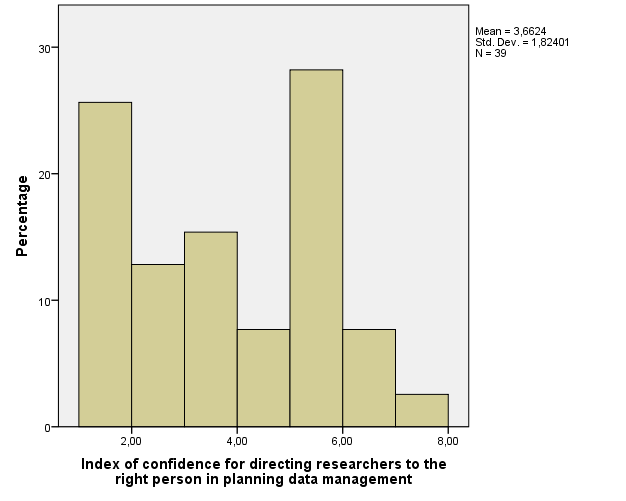 Mean = 3,6624
Std. Dev. = 1,82401
N = 39
30
20
10
0
Percentage
2,00 4,00 6,00 8,00
Index of confidence for directing researchers to the
right person in planning data management